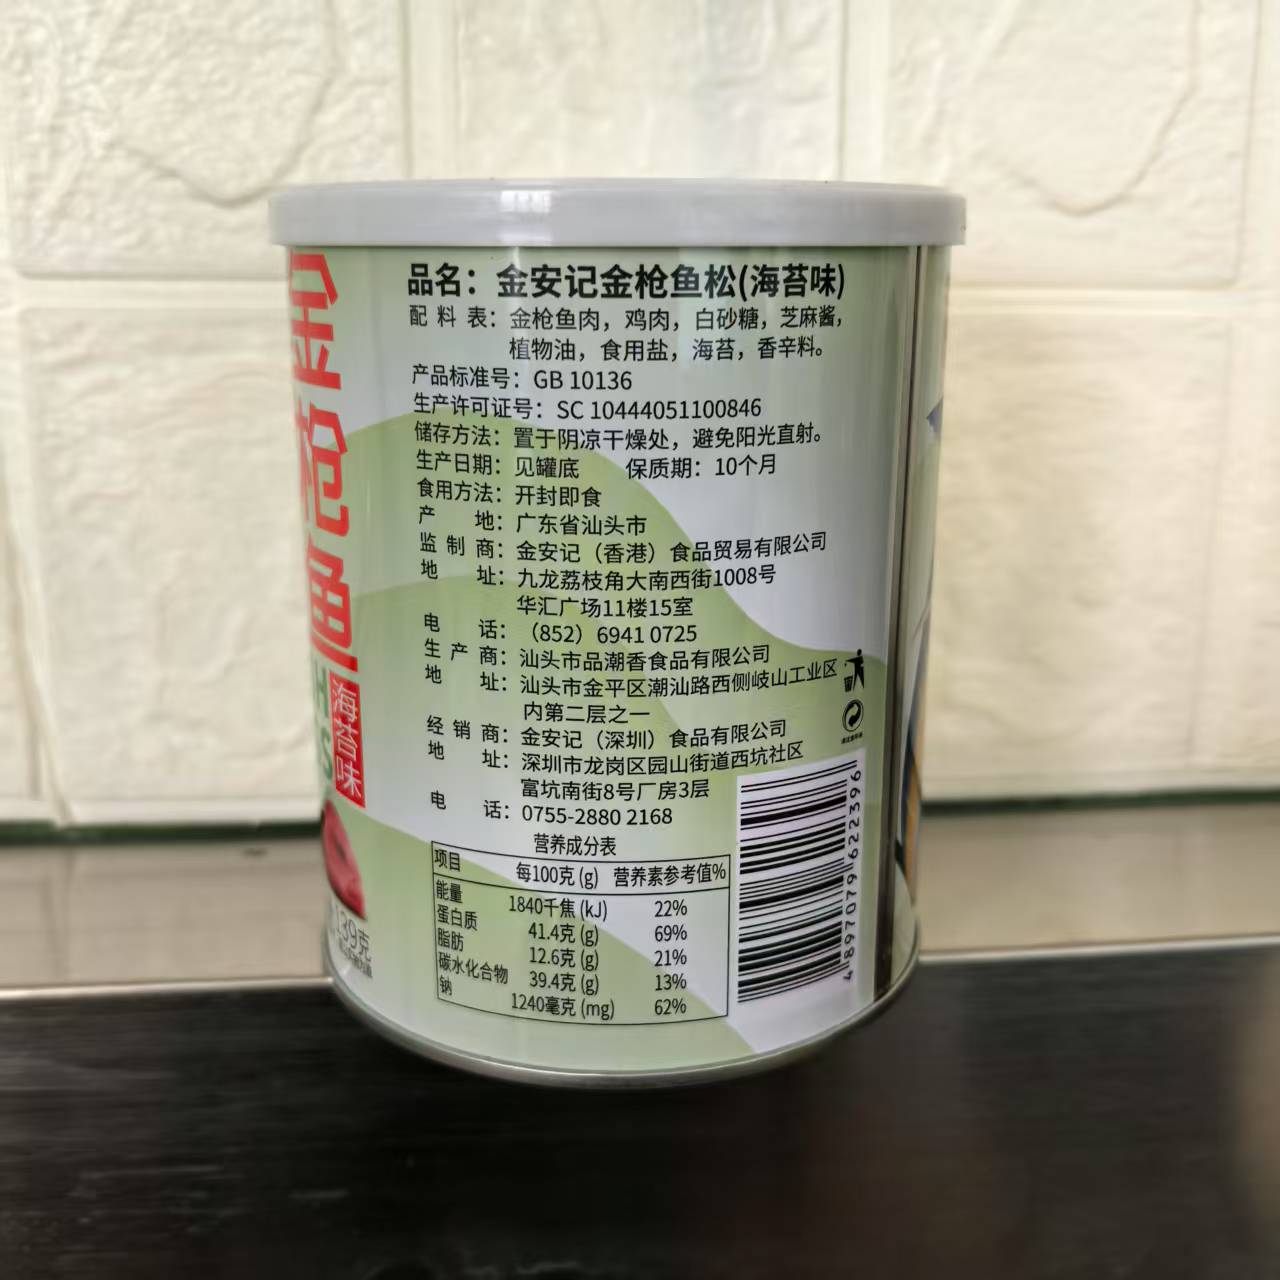 金枪鱼
海苔味
139克
品名：金安记金枪鱼松(海苔味)
配料表：金枪鱼肉，鸡肉，白砂糖，芝麻酱，
植物油，食用盐，海苔，香辛料。
产品标准号：GB 10136
生产许可证号：SC 10444051100846
储存方法：置于阴凉干燥处，避免阳光直射。
生产日期：见罐底 保质期：10个月
食用方法：开封即食
产地：广东省汕头市
监制商：金安记（香港）食品贸易有限公司
地址：九龙荔枝角大南西街1008号
华汇广场11楼15室
电话：（852）6941 0725
生产商：汕头市品潮香食品有限公司
地址：汕头市金平区潮汕路西侧岐山工业区
内第二层之一
经销商：金安记（深圳）食品有限公司
地址：深圳市龙岗区园山街道西坑社区
富坑南街8号厂房3层
电话：0755-2880 2168
营养成分表
项目 每100克(g) 营养素参考值%
能量 1840千焦(kJ) 22%
蛋白质 41.4克(g) 69%
脂肪 12.6克(g) 21%
碳水化合物 39.4克(g) 13%
钠 1240毫克(mg) 62%
4 897079 622396